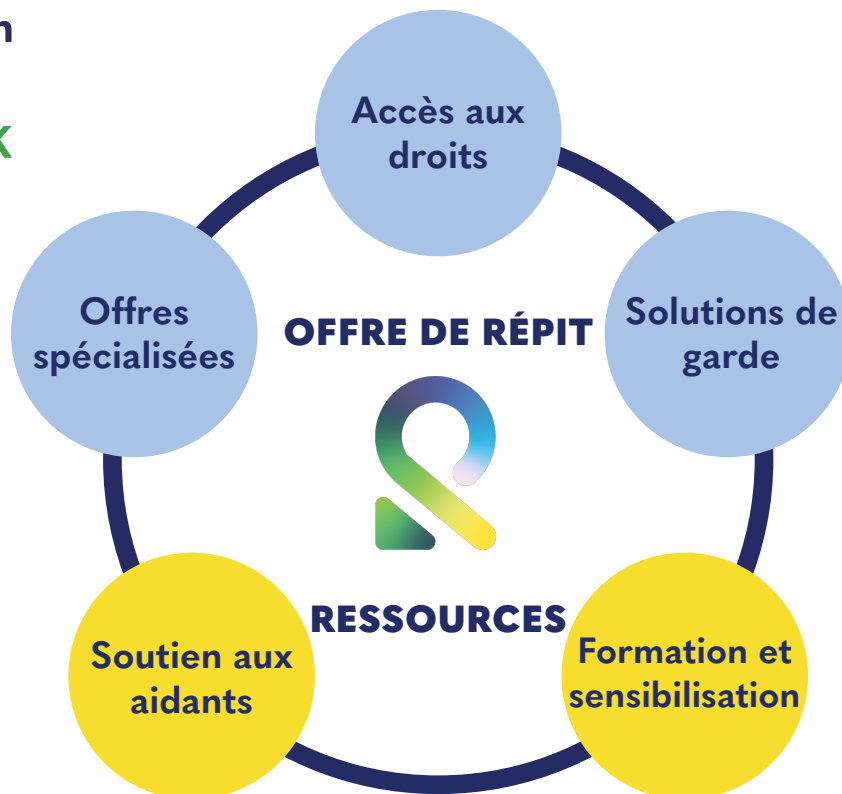 n
K
Accès aux
droits
Offres
spécialisées
OFFRE DE RÉPIT
Solutions de
garde
RESSOURCES
Soutien aux
aidants
Formation et
sensibilisation